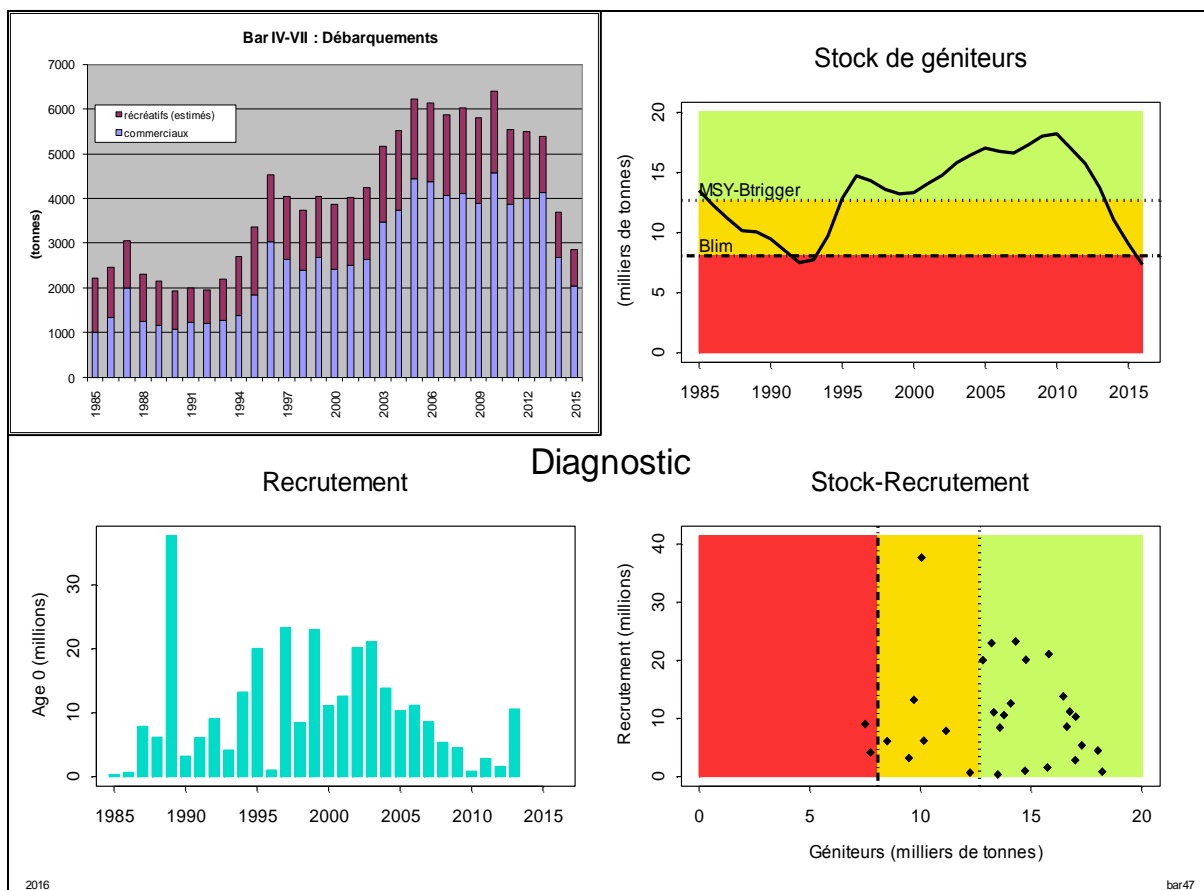 Bar IV-VII : Débarquements
(tonnes)
7000
6000
5000
4000
3000
2000
1000
0
récréatifs (estimés)
commerciaux
1985
1988
1991
1994
1997
2000
2003
2006
2009
2012
2015
Stock de géniteurs
(milliers de tonnes)
20
15
10
5
0
MSY-Btrigger
Blim
1985 1990 1995 2000 2005 2010 2015
Diagnostic
Recrutement
Age 0 (millions)
30
20
10
0
1985 1990 1995 2000 2005 2010 2015
Stock-Recrutement
Recrutement (millions)
40
30
20
10
0
0 5 10 15 20
Géniteurs (milliers de tonnes)
2016
bar47